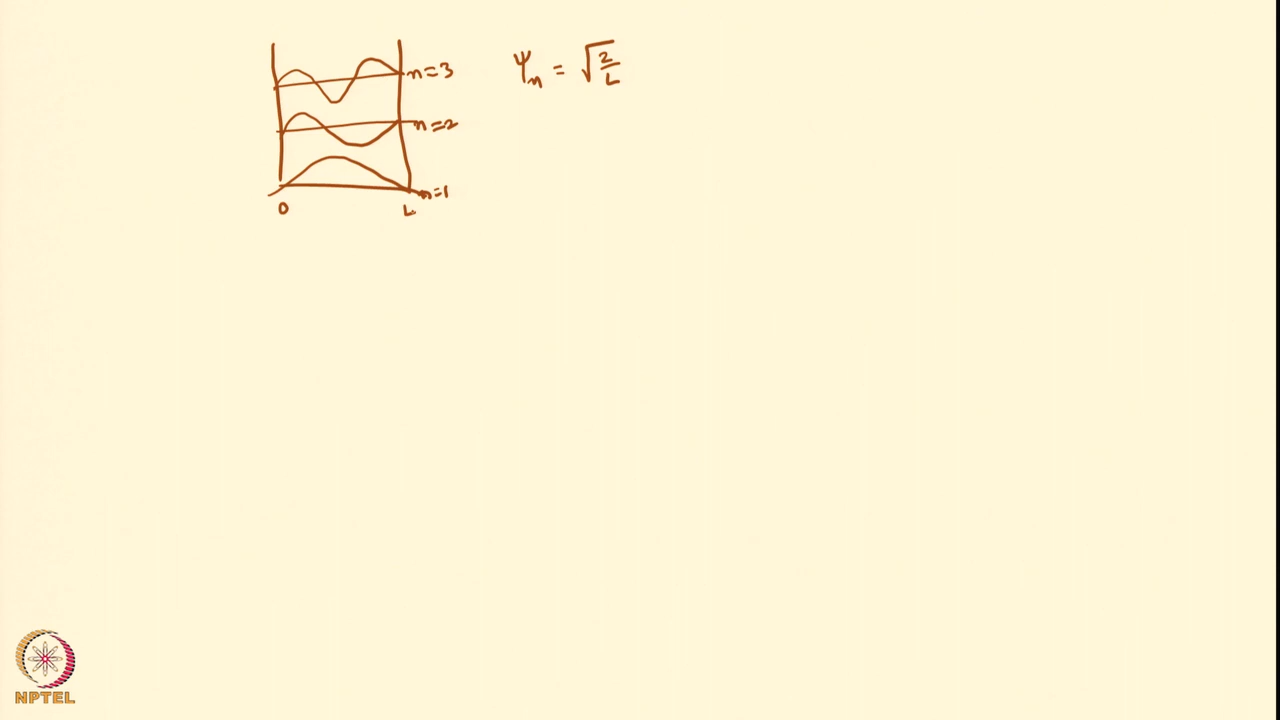 n=3
ψₙ = √(2/L)
n=2
n=1
0 L
NPTEL